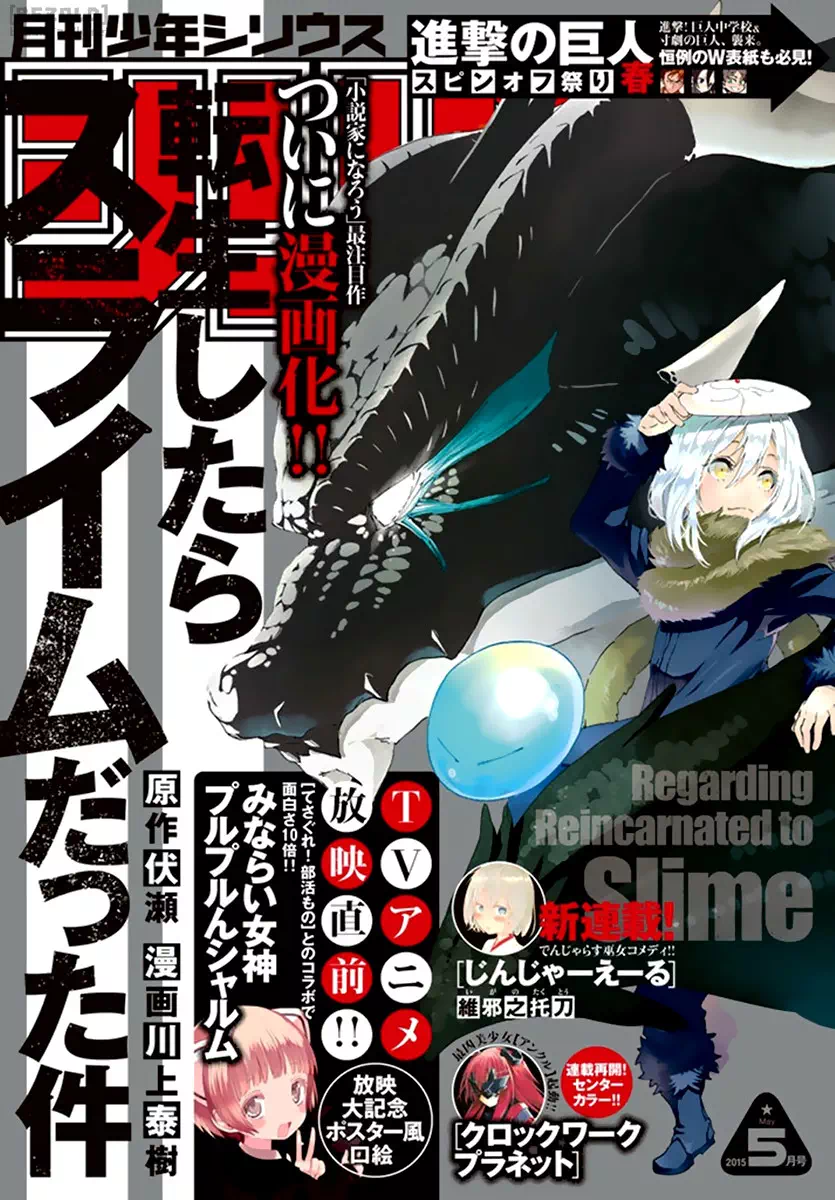 月刊少年シリウス
進撃の巨人
スピンオフ祭り 春
進撃!巨人中学校&
寸劇の巨人、襲来。
恒例のW表紙も必見!
「小説家になろう」最注目作
ついに漫画化!!
転生したら
スライムだった件
原作 伏瀬 漫画 川上泰樹
Regarding
Reincarnated to
Slime
TVアニメ
放映直前!!
[てさぐれ!部活もの]とのコラボで
面白さ10倍!!
みならい女神
プルプルんシャルム
放映
大記念
ポスター風
口絵
新連載!
でんじゃらす巫女コメディ!!
[じんじゃーえーる]
いがのたくとう
維邪之托刀
最凶美少女[アンクル]起動!!
連載再開!
センター
カラー!!
[クロックワーク
プラネット]
May
2015 5月号